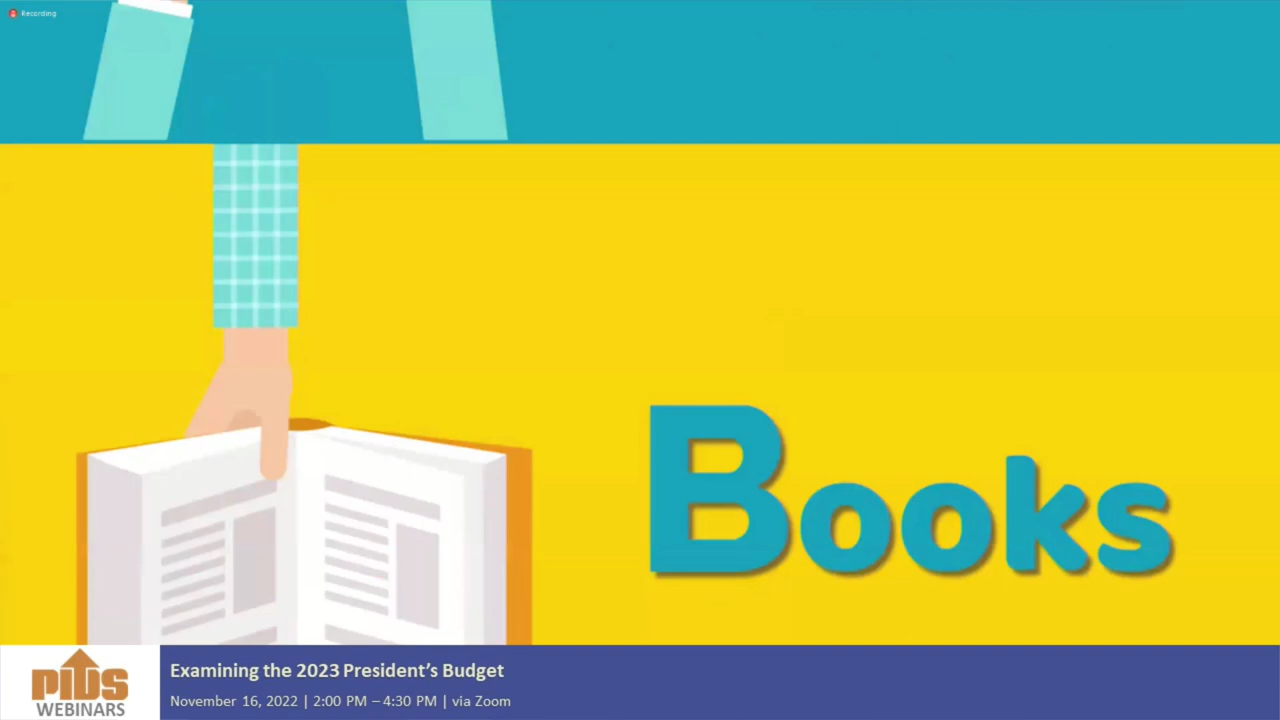 Recording
Books
pids
WEBINARS
Examining the 2023 President's Budget
November 16, 2022 | 2:00 PM – 4:30 PM | via Zoom